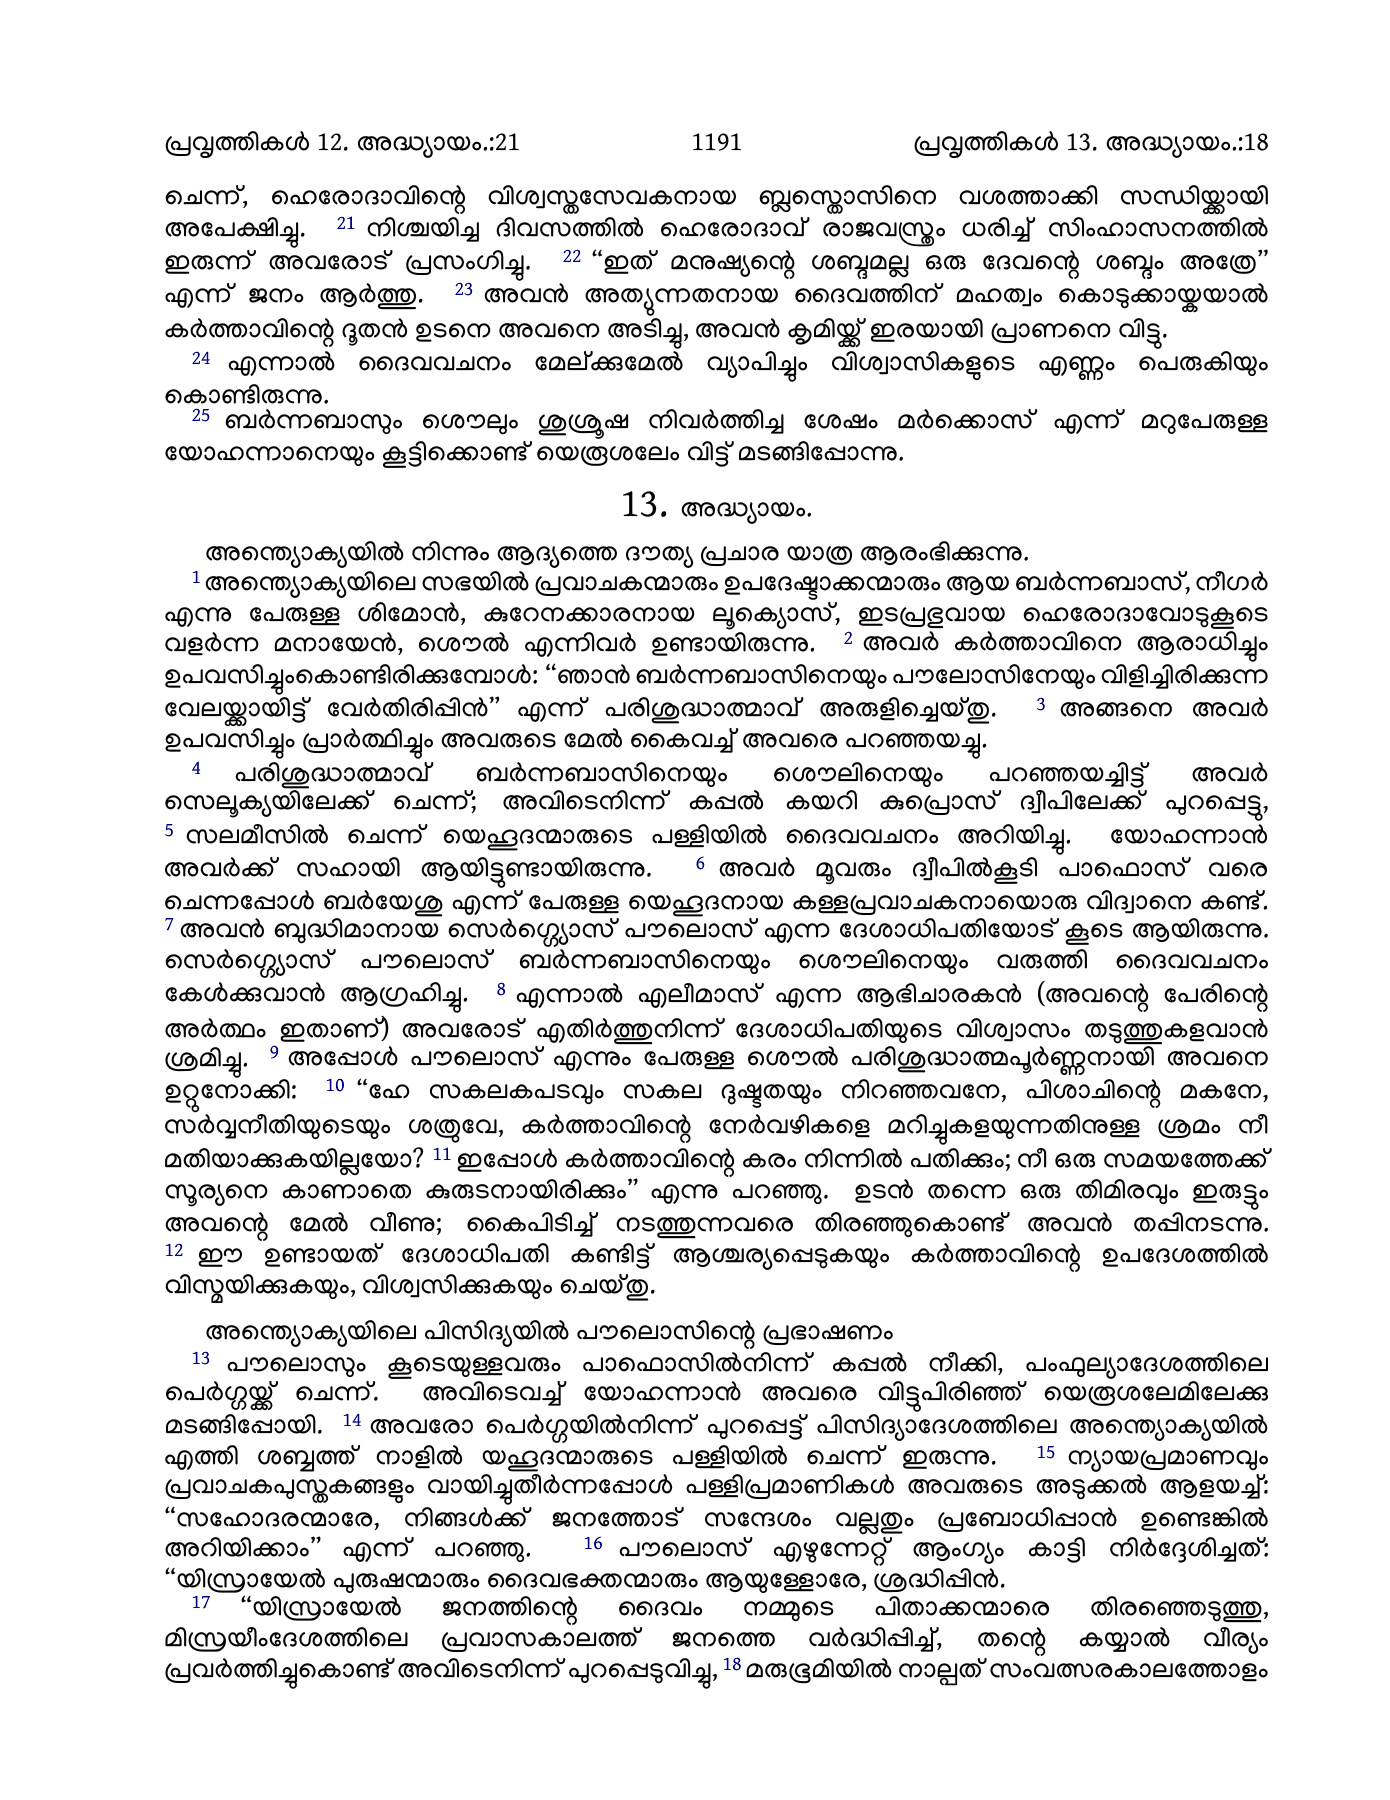 പ്രവൃത്തികൾ 12. അദ്ധ്യായം.:21 1191 പ്രവൃത്തികൾ 13. അദ്ധ്യായം.:18
ചെന്ന്, ഹെരോദാവിന്റെ വിശ്വസ്തസേവകനായ ബ്ലസ്തൊസിനെ വശത്താക്കി സന്ധിയ്ക്കായി
അപേക്ഷിച്ചു. 21 നിശ്ചയിച്ച ദിവസത്തിൽ ഹെരോദാവ് രാജവസ്ത്രം ധരിച്ച് സിംഹാസനത്തിൽ
ഇരുന്ന് അവരോട് പ്രസംഗിച്ചു. 22 “ഇത് മനുഷ്യന്റെ ശബ്ദമല്ല ഒരു ദേവന്റെ ശബ്ദം അത്രേ”
എന്ന് ജനം ആർത്തു. 23 അവൻ അത്യുന്നതനായ ദൈവത്തിന് മഹത്വം കൊടുക്കായ്കയാൽ
കർത്താവിന്റെ ദൂതൻ ഉടനെ അവനെ അടിച്ചു, അവൻ കൃമിയ്ക്ക് ഇരയായി പ്രാണനെ വിട്ടു.
24 എന്നാൽ ദൈവവചനം മേല്ക്കുമേൽ വ്യാപിച്ചും വിശ്വാസികളുടെ എണ്ണം പെരുകിയും
കൊണ്ടിരുന്നു.
25 ബർന്നബാസും ശൌലും ശുശ്രൂഷ നിവർത്തിച്ച ശേഷം മർക്കൊസ് എന്ന് മറുപേരുള്ള
യോഹന്നാനെയും കൂട്ടിക്കൊണ്ട് യെരൂശലേം വിട്ട് മടങ്ങിപ്പോന്നു.
13. അദ്ധ്യായം.
അന്ത്യൊക്യയിൽ നിന്നും ആദ്യത്തെ ദൗത്യ പ്രചാര യാത്ര ആരംഭിക്കുന്നു.
1 അന്ത്യൊക്യയിലെ സഭയിൽ പ്രവാചകന്മാരും ഉപദേഷ്ടാക്കന്മാരും ആയ ബർന്നബാസ്, നീഗർ
എന്നു പേരുള്ള ശിമോൻ, കുറേനക്കാരനായ ലൂക്യൊസ്, ഇടപ്രഭുവായ ഹെരോദാവോടുകൂടെ
വളർന്ന മനായേൻ, ശൌൽ എന്നിവർ ഉണ്ടായിരുന്നു. 2 അവർ കർത്താവിനെ ആരാധിച്ചും
ഉപവസിച്ചുംകൊണ്ടിരിക്കുമ്പോൾ: “ഞാൻ ബർന്നബാസിനെയും പൗലോസിനേയും വിളിച്ചിരിക്കുന്ന
വേലയ്ക്കായിട്ട് വേർതിരിപ്പിൻ” എന്ന് പരിശുദ്ധാത്മാവ് അരുളിച്ചെയ്തു. 3 അങ്ങനെ അവർ
ഉപവസിച്ചും പ്രാർത്ഥിച്ചും അവരുടെ മേൽ കൈവച്ച് അവരെ പറഞ്ഞയച്ചു.
4 പരിശുദ്ധാത്മാവ് ബർന്നബാസിനെയും ശൌലിനെയും പറഞ്ഞയച്ചിട്ട് അവർ
സെലൂക്യയിലേക്ക് ചെന്ന്; അവിടെനിന്ന് കപ്പൽ കയറി കുപ്രൊസ് ദ്വീപിലേക്ക് പുറപ്പെട്ടു,
5 സലമീസിൽ ചെന്ന് യെഹൂദന്മാരുടെ പള്ളിയിൽ ദൈവവചനം അറിയിച്ചു. യോഹന്നാൻ
അവർക്ക് സഹായി ആയിട്ടുണ്ടായിരുന്നു. 6 അവർ മൂവരും ദ്വീപിൽകൂടി പാഫൊസ് വരെ
ചെന്നപ്പോൾ ബർയേശു എന്ന് പേരുള്ള യെഹൂദനായ കള്ളപ്രവാചകനായൊരു വിദ്വാനെ കണ്ട്.
7 അവൻ ബുദ്ധിമാനായ സെർഗ്ഗ്യൊസ് പൗലൊസ് എന്ന ദേശാധിപതിയോട് കൂടെ ആയിരുന്നു.
സെർഗ്ഗ്യൊസ് പൗലൊസ് ബർന്നബാസിനെയും ശൌലിനെയും വരുത്തി ദൈവവചനം
കേൾക്കുവാൻ ആഗ്രഹിച്ചു. 8 എന്നാൽ എലീമാസ് എന്ന ആഭിചാരകൻ (അവന്റെ പേരിന്റെ
അർത്ഥം ഇതാണ്) അവരോട് എതിർത്തുനിന്ന് ദേശാധിപതിയുടെ വിശ്വാസം തടുത്തുകളവാൻ
ശ്രമിച്ചു. 9 അപ്പോൾ പൗലൊസ് എന്നും പേരുള്ള ശൌൽ പരിശുദ്ധാത്മപൂർണ്ണനായി അവനെ
ഉറ്റുനോക്കി: 10 “ഹേ സകലകപടവും സകല ദുഷ്ടതയും നിറഞ്ഞവനേ, പിശാചിന്റെ മകനേ,
സർവ്വനീതിയുടെയും ശത്രുവേ, കർത്താവിന്റെ നേർവഴികളെ മറിച്ചുകളയുന്നതിനുള്ള ശ്രമം നീ
മതിയാക്കുകയില്ലയോ? 11 ഇപ്പോൾ കർത്താവിന്റെ കരം നിന്നിൽ പതിക്കും; നീ ഒരു സമയത്തേക്ക്
സൂര്യനെ കാണാതെ കുരുടനായിരിക്കും” എന്നു പറഞ്ഞു. ഉടൻ തന്നെ ഒരു തിമിരവും ഇരുട്ടും
അവന്റെ മേൽ വീണു; കൈപിടിച്ച് നടത്തുന്നവരെ തിരഞ്ഞുകൊണ്ട് അവൻ തപ്പിനടന്നു.
12 ഈ ഉണ്ടായത് ദേശാധിപതി കണ്ടിട്ട് ആശ്ചര്യപ്പെടുകയും കർത്താവിന്റെ ഉപദേശത്തിൽ
വിസ്മയിക്കുകയും, വിശ്വസിക്കുകയും ചെയ്തു.
അന്ത്യൊക്യയിലെ പിസിദ്യയിൽ പൗലൊസിന്റെ പ്രഭാഷണം
13 പൗലൊസും കൂടെയുള്ളവരും പാഫൊസിൽനിന്ന് കപ്പൽ നീക്കി, പംഫുല്യാദേശത്തിലെ
പെർഗ്ഗയ്ക്ക് ചെന്ന്. അവിടെവച്ച് യോഹന്നാൻ അവരെ വിട്ടുപിരിഞ്ഞ് യെരൂശലേമിലേക്കു
മടങ്ങിപ്പോയി. 14 അവരോ പെർഗ്ഗയിൽനിന്ന് പുറപ്പെട്ട് പിസിദ്യാദേശത്തിലെ അന്ത്യൊക്യയിൽ
എത്തി ശബ്ബത്ത് നാളിൽ യഹൂദന്മാരുടെ പള്ളിയിൽ ചെന്ന് ഇരുന്നു. 15 ന്യായപ്രമാണവും
പ്രവാചകപുസ്തകങ്ങളും വായിച്ചുതീർന്നപ്പോൾ പള്ളിപ്രമാണികൾ അവരുടെ അടുക്കൽ ആളയച്ച്:
“സഹോദരന്മാരേ, നിങ്ങൾക്ക് ജനത്തോട് സന്ദേശം വല്ലതും പ്രബോധിപ്പാൻ ഉണ്ടെങ്കിൽ
അറിയിക്കാം” എന്ന് പറഞ്ഞു. 16 പൗലൊസ് എഴുന്നേറ്റ് ആംഗ്യം കാട്ടി നിർദ്ദേശിച്ചത്:
“യിസ്രായേൽ പുരുഷന്മാരും ദൈവഭക്തന്മാരും ആയുള്ളോരേ, ശ്രദ്ധിപ്പിൻ.
17 “യിസ്രായേൽ ജനത്തിന്റെ ദൈവം നമ്മുടെ പിതാക്കന്മാരെ തിരഞ്ഞെടുത്തു,
മിസ്രയീംദേശത്തിലെ പ്രവാസകാലത്ത് ജനത്തെ വർദ്ധിപ്പിച്ച്, തന്റെ കയ്യാൽ വീര്യം
പ്രവർത്തിച്ചുകൊണ്ട് അവിടെനിന്ന് പുറപ്പെടുവിച്ചു, 18 മരുഭൂമിയിൽ നാല്പത് സംവത്സരകാലത്തോളം